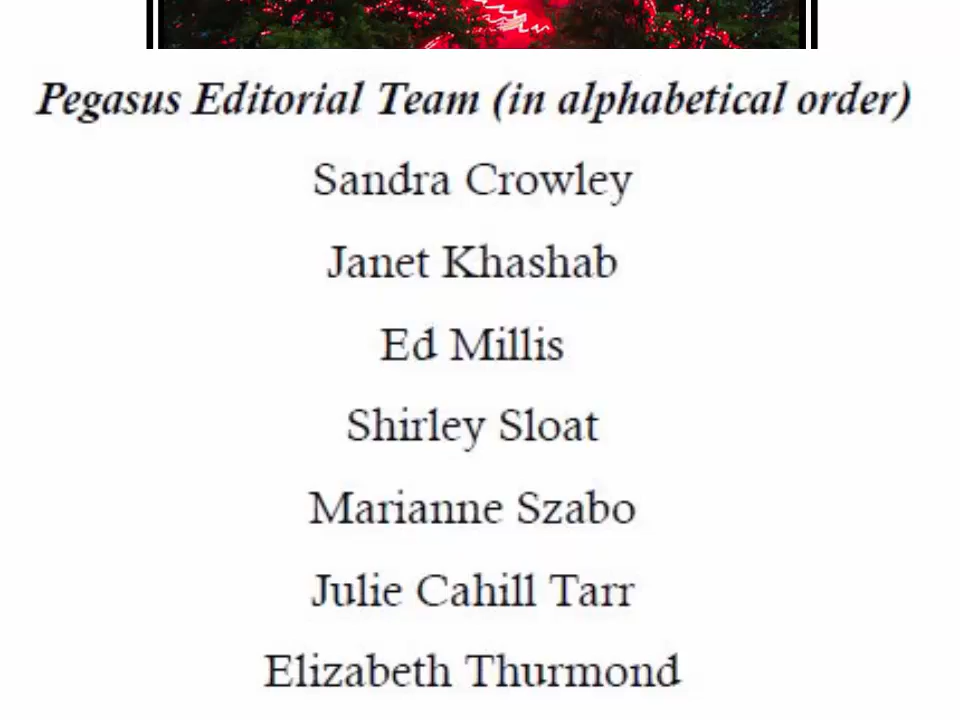 Pegasus Editorial Team (in alphabetical order)
Sandra Crowley
Janet Khashab
Ed Millis
Shirley Sloat
Marianne Szabo
Julie Cahill Tarr
Elizabeth Thurmond